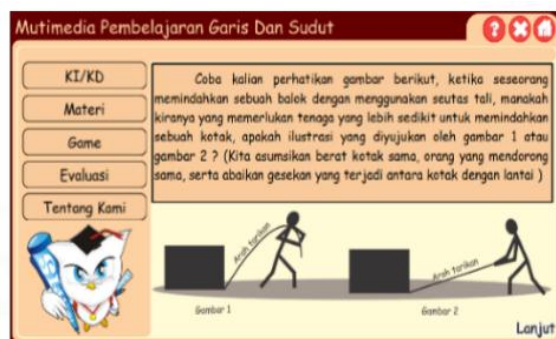 Mutimedia Pembelajaran Garis Dan Sudut
KI/KD
Materi
Game
Evaluasi
Tentang Kami
Coba kalian perhatikan gambar berikut, ketika seseorang
memindahkan sebuah balok dengan menggunakan seutas tali, manakah
kiranya yang memerlukan tenaga yang lebih sedikit untuk memindahkan
sebuah kotak, apakah ilustrasi yang diyujukan oleh gambar 1 atau
gambar 2 ? (Kita asumsikan berat kotak sama, orang yang mendorong
sama, serta abaikan gesekan yang terjadi antara kotak dengan lantai )
Arah tarikan
Arah tarikan
Gambar 1
Gambar 2
Lanjut